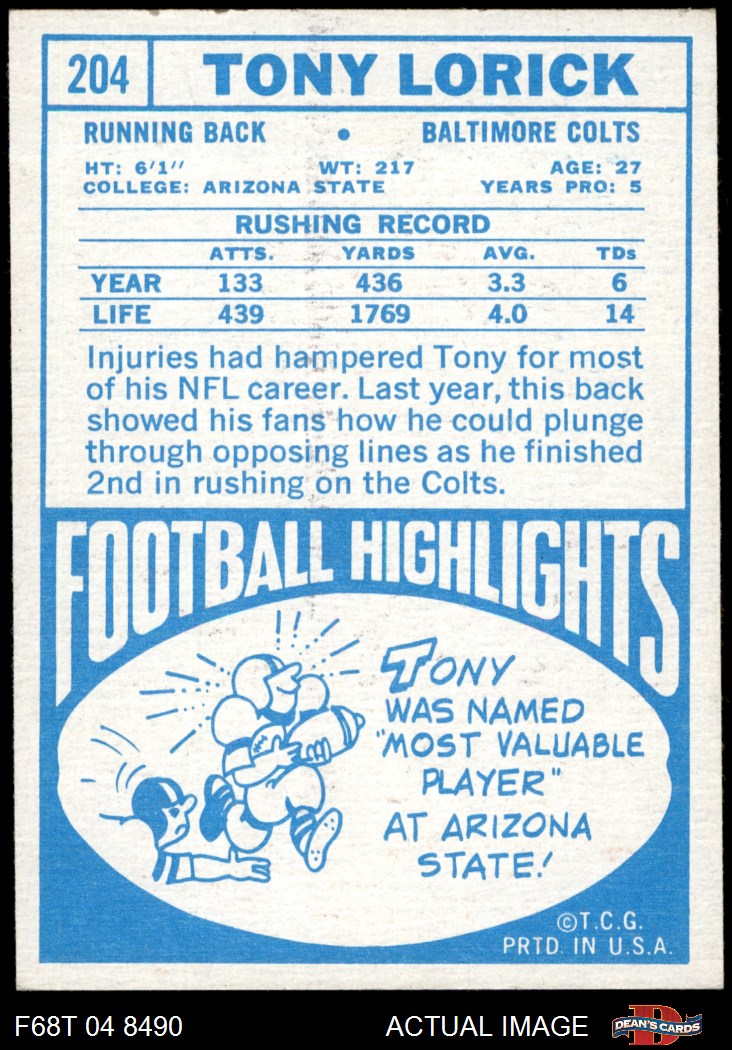 204 TONY LORICK
RUNNING BACK • BALTIMORE COLTS
HT: 6'1" WT: 217 AGE: 27
COLLEGE: ARIZONA STATE YEARS PRO: 5
RUSHING RECORD
ATTS. YARDS AVG. TDs
YEAR 133 436 3.3 6
LIFE 439 1769 4.0 14
Injuries had hampered Tony for most
of his NFL career. Last year, this back
showed his fans how he could plunge
through opposing lines as he finished
2nd in rushing on the Colts.
FOOTBALL HIGHLIGHTS
TONY
WAS NAMED
"MOST VALUABLE
PLAYER"
AT ARIZONA
STATE!
©T.C.G.
PRTD. IN U.S.A.
F68T 04 8490 ACTUAL IMAGE D DEAN'S CARDS